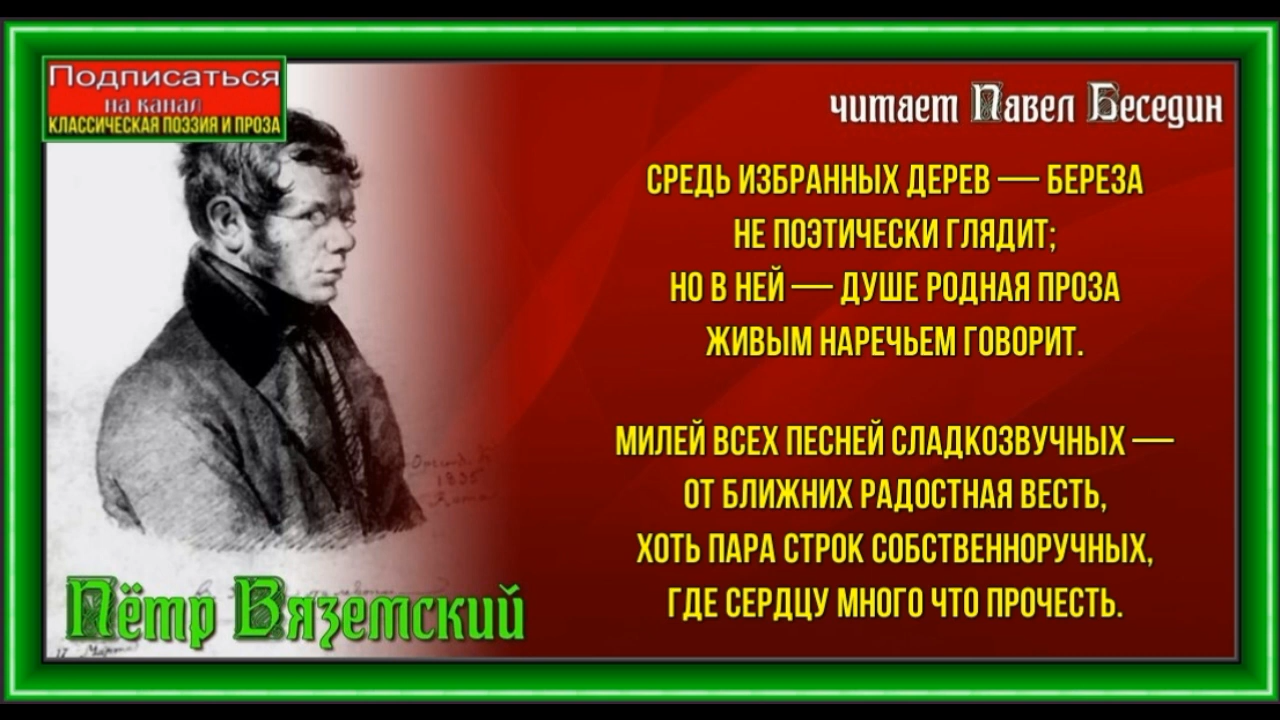 Подписаться
на канал
КЛАССИЧЕСКАЯ ПОЭЗИЯ И ПРОЗА
читает Павел Беседин
СРЕДЬ ИЗБРАННЫХ ДЕРЕВ — БЕРЕЗА
НЕ ПОЭТИЧЕСКИ ГЛЯДИТ;
НО В НЕЙ — ДУШЕ РОДНАЯ ПРОЗА
ЖИВЫМ НАРЕЧЬЕМ ГОВОРИТ.
МИЛЕЙ ВСЕХ ПЕСНЕЙ СЛАДКОЗВУЧНЫХ —
ОТ БЛИЖНИХ РАДОСТНАЯ ВЕСТЬ,
ХОТЬ ПАРА СТРОК СОБСТВЕННОРУЧНЫХ,
ГДЕ СЕРДЦУ МНОГО ЧТО ПРОЧЕСТЬ.
1835
Пётр Вяземский